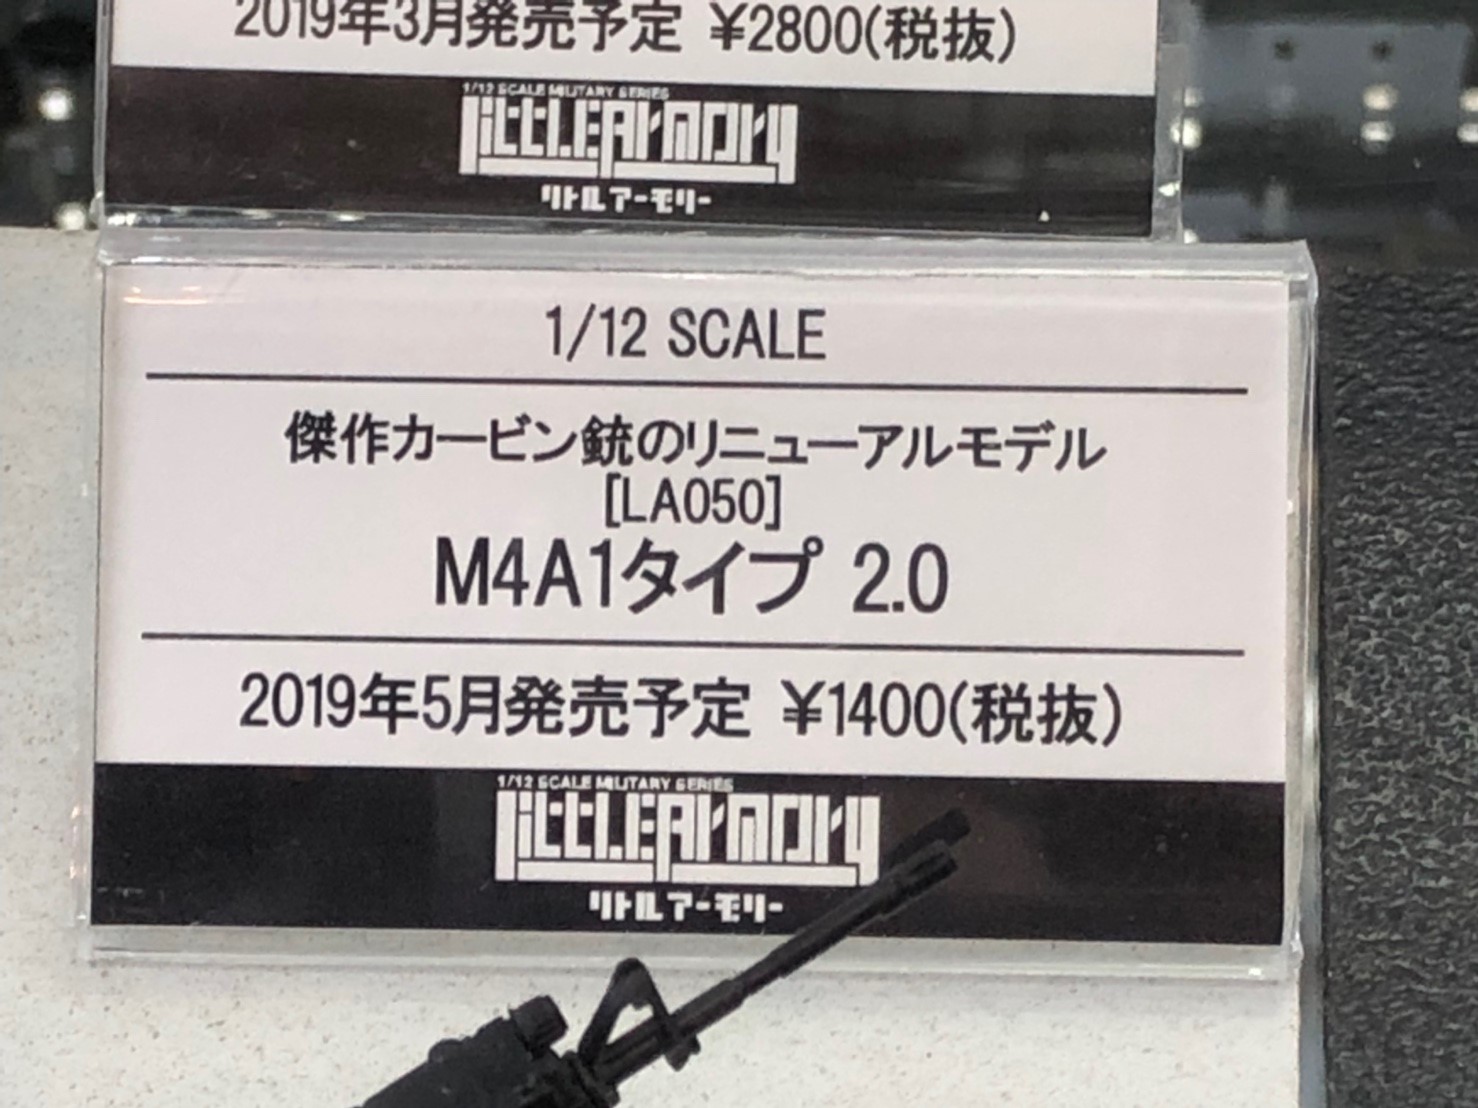 2019年3月発売予定 ¥2800(税抜)
1/12 SCALE MILITARY SERIES
LittLEArmory
リトルアーモリー
1/12 SCALE
傑作カービン銃のリニューアルモデル
[LA050]
M4A1タイプ 2.0
2019年5月発売予定 ¥1400(税抜)
1/12 SCALE MILITARY SERIES
LittLEArmory
リトルアーモリー